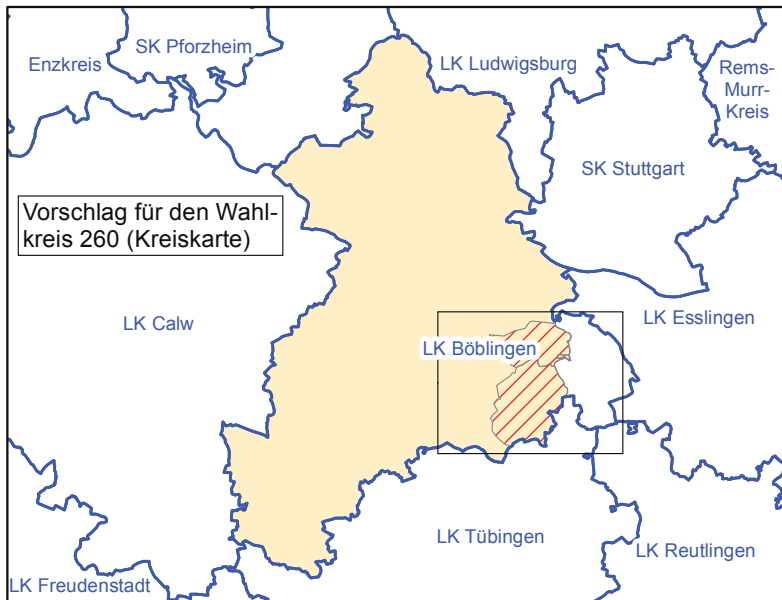 SK Pforzheim
Enzkreis
LK Ludwigsburg
Rems-
Murr-
Kreis
SK Stuttgart
Vorschlag für den Wahl-
kreis 260 (Kreiskarte)
LK Calw
LK Esslingen
LK Böblingen
LK Tübingen
LK Reutlingen
LK Freudenstadt